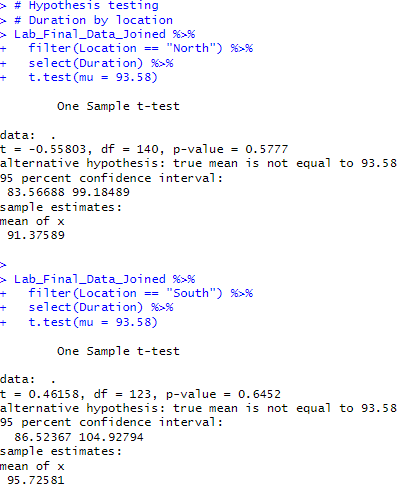 > # Hypothesis testing
> # Duration by location
> Lab_Final_Data_Joined %>%
+   filter(Location == "North") %>%
+   select(Duration) %>%
+   t.test(mu = 93.58)
One Sample t-test
data:  .
t = -0.55803, df = 140, p-value = 0.5777
alternative hypothesis: true mean is not equal to 93.58
95 percent confidence interval:
 83.56688 99.18489
sample estimates:
mean of x
 91.37589
>
> Lab_Final_Data_Joined %>%
+   filter(Location == "South") %>%
+   select(Duration) %>%
+   t.test(mu = 93.58)
One Sample t-test
data:  .
t = 0.46158, df = 123, p-value = 0.6452
alternative hypothesis: true mean is not equal to 93.58
95 percent confidence interval:
  86.52367 104.92794
sample estimates:
mean of x
 95.72581